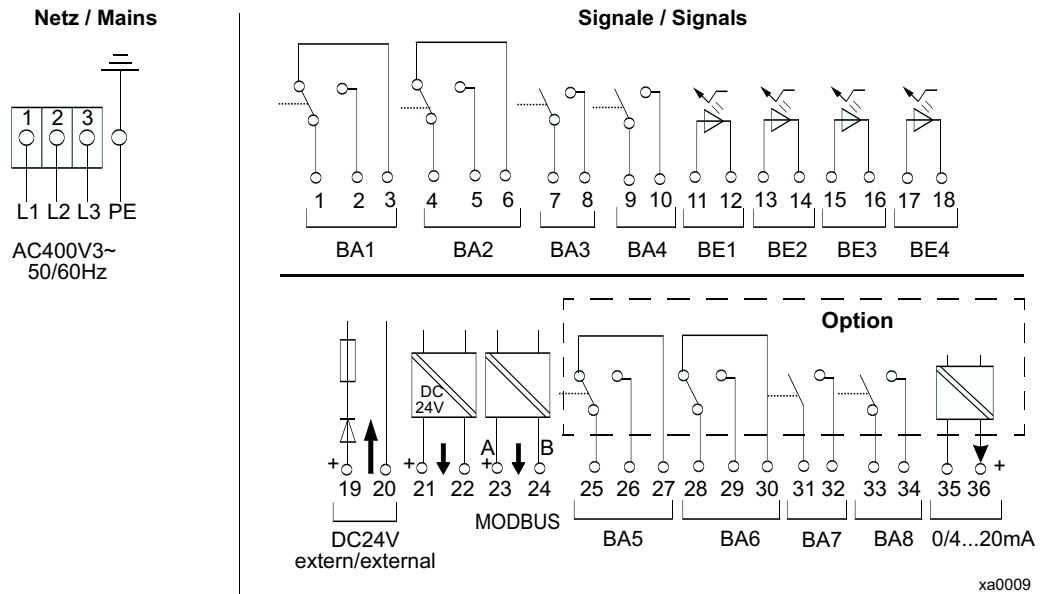 Netz / Mains
1 2 3
L1 L2 L3 PE
AC400V3~
50/60Hz
Signale / Signals
1 2 3 4 5 6 7 8 9 10 11 12 13 14 15 16 17 18
BA1 BA2 BA3 BA4 BE1 BE2 BE3 BE4
Option
DC
24V
A B
+ + + +
19 20 21 22 23 24 25 26 27 28 29 30 31 32 33 34 35 36
MODBUS
DC24V
extern/external
BA5 BA6 BA7 BA8 0/4...20mA
xa0009